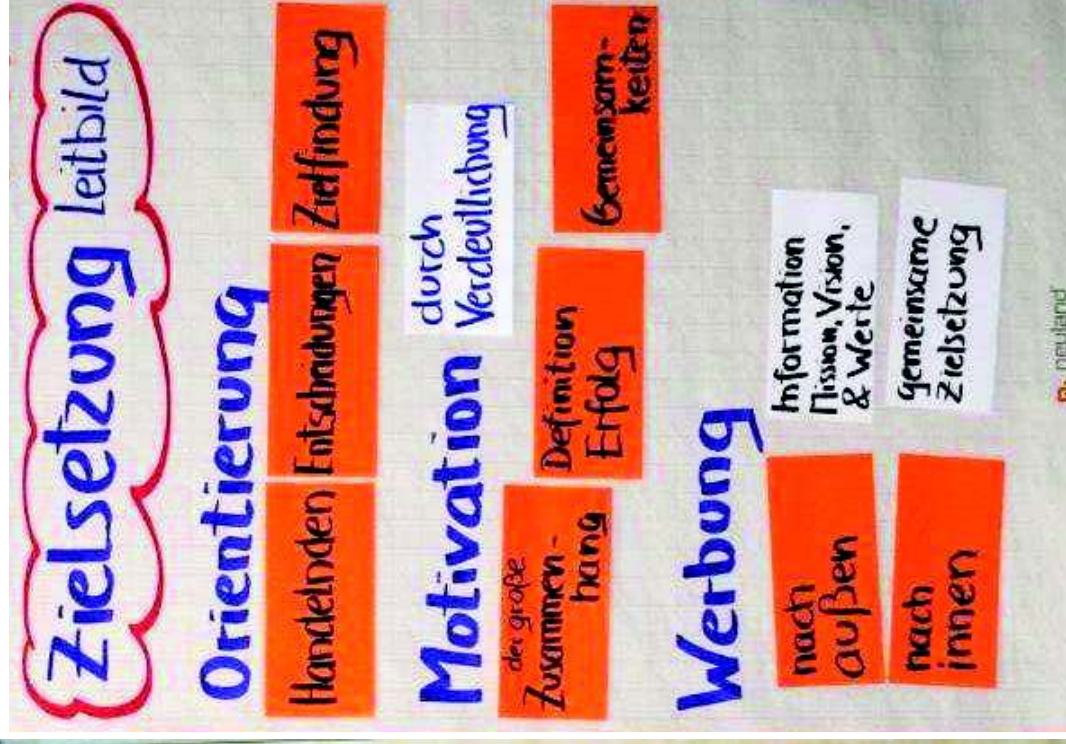 Zielsetzung Leitbild
Orientierung
Handelnden
Entscheidungen
Zielfindung
Motivation
durch
Verdeutlichung
der große
Zusammen-
hang
Definition
Erfolg
Gemeinsam-
keiten
Werbung
nach
außen
Information
Mission, Vision,
& Werte
nach
innen
Gemeinsame
Zielsetzung
neuland